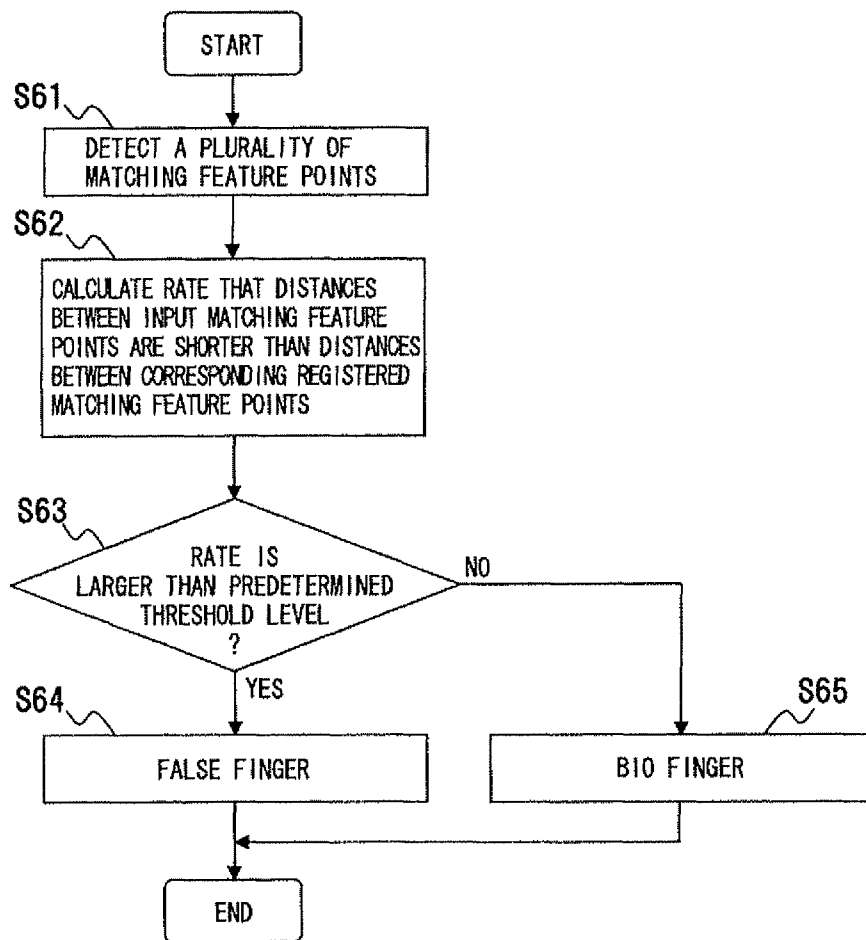 START
S61
DETECT A PLURALITY OF
MATCHING FEATURE POINTS
S62
CALCULATE RATE THAT DISTANCES
BETWEEN INPUT MATCHING FEATURE
POINTS ARE SHORTER THAN DISTANCES
BETWEEN CORRESPONDING REGISTERED
MATCHING FEATURE POINTS
S63
RATE IS
LARGER THAN PREDETERMINED
THRESHOLD LEVEL
?
NO
YES
S64
FALSE FINGER
S65
BIO FINGER
END